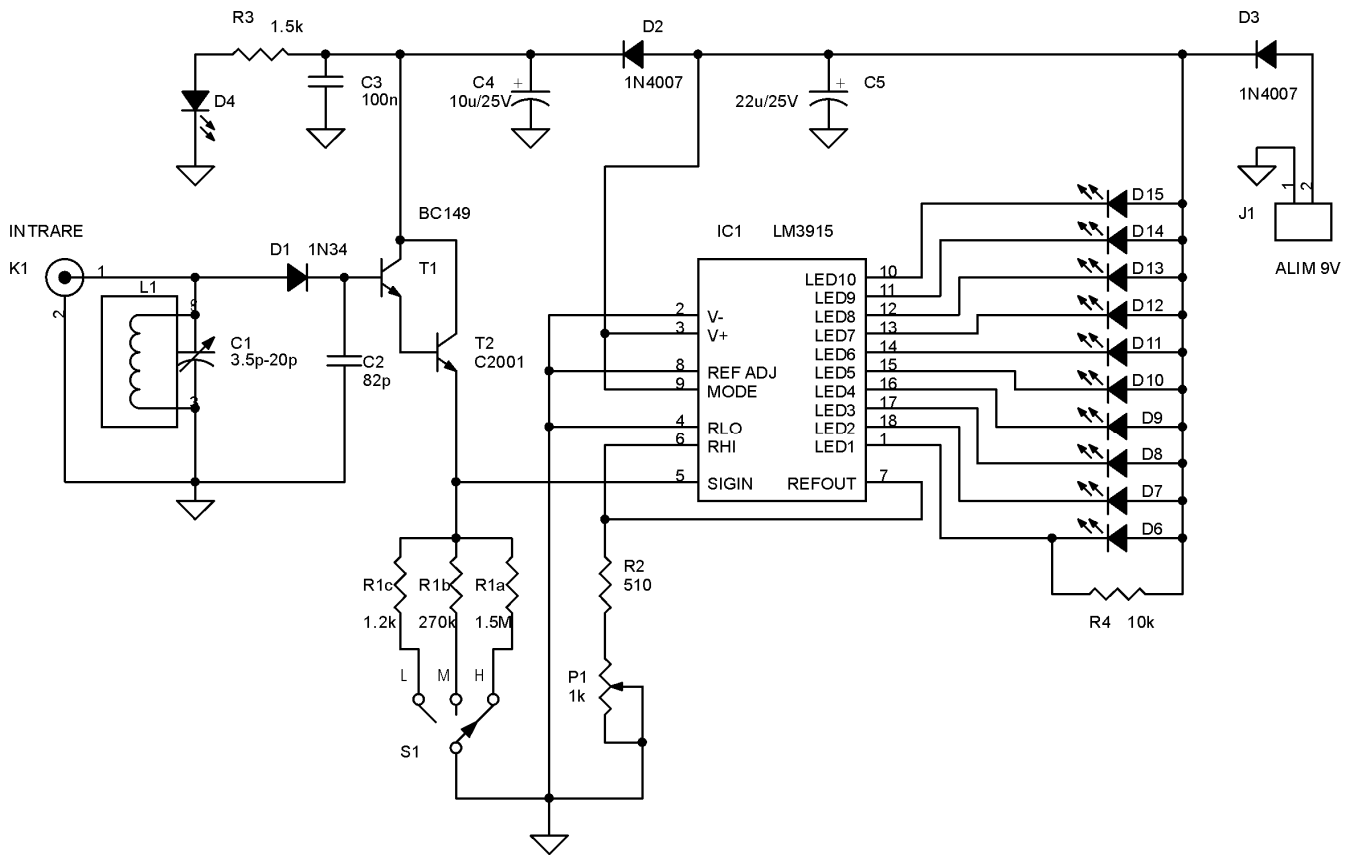 R3
1.5k
D2
D3
C3
100n
C4
+
10u/25V
1N4007
22u/25V
+
C5
1N4007
D4
1
2
J1
ALIM 9V
BC149
INTRARE
K1
1
2
D1
1N34
T1
L1
3
C1
3.5p-20p
C2
82p
T2
C2001
IC1
LM3915
2
V-
3
V+
8
REF ADJ
9
MODE
4
RLO
6
RHI
5
SIGIN
LED10
10
LED9
11
LED8
12
LED7
13
LED6
14
LED5
15
LED4
16
LED3
17
LED2
18
LED1
1
REFOUT
7
D15
D14
D13
D12
D11
D10
D9
D8
D7
D6
R4
10k
R1c
R1b
R1a
1.2k
270k
1.5M
R2
510
L
M
H
S1
P1
1k